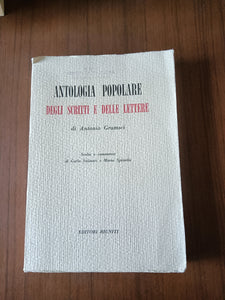 ANTOLOGIA POPOLARE
DEGLI SCRITTI E DELLE LETTERE
di Antonio Gramsci
Scelta e commento
di Carlo Salinari e Mario Spinella
EDITORI RIUNITI